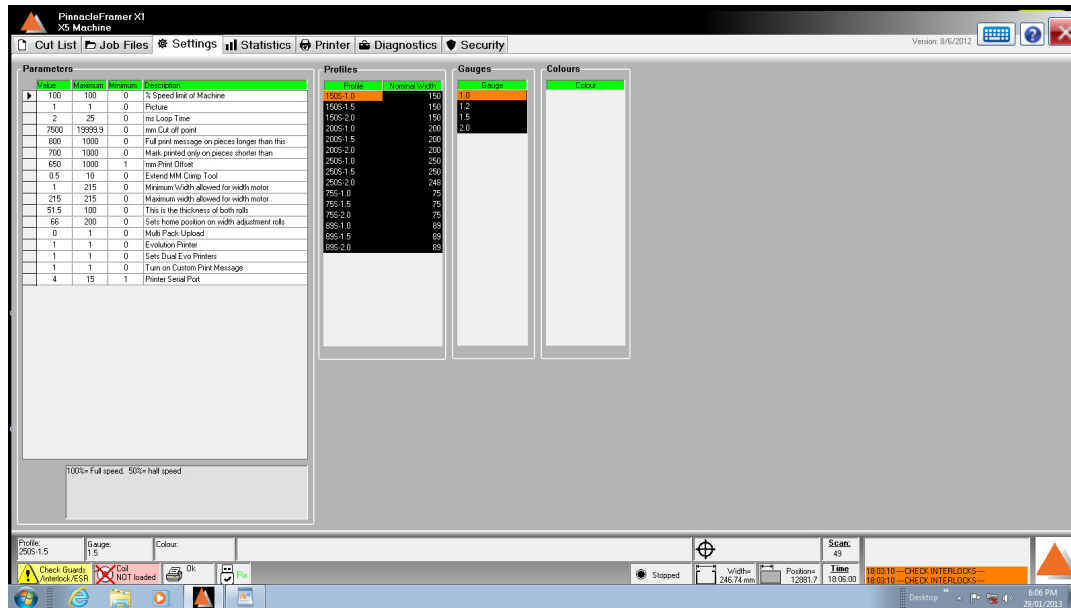 PinnacleFramer X1
X5 Machine
Cut List Job Files Settings Statistics Printer Diagnostics Security
Version: 8/6/2012
Parameters
Value Maximum Minimum Description
100 100 0 % Speed limit of Machine
1 1 0 Picture
2 25 0 ms Loop Time
7500 19999.9 0 mm Cut off point
800 1000 0 Full print message on pieces longer than this
700 1000 0 Mark printed only on pieces shorter than
650 1000 1 mm Print Offset
0.5 10 0 Extend MM Crimp Tool
1 215 0 Minimum Width allowed for width motor
215 215 0 Maximum width allowed for width motor
51.5 100 0 This is the thickness of both rolls
66 200 0 Sets home position on width adjustment rolls
0 1 0 Multi Pack Upload
1 1 0 Evolution Printer
1 1 0 Sets Dual Evo Printers
1 1 0 Turn on Custom Print Message
4 15 1 Printer Serial Port
100%= Full speed. 50%= half speed
Profiles
Profile Nominal Width
150S-1.0 150
150S-1.5 150
150S-2.0 150
200S-1.0 200
200S-1.5 200
200S-2.0 200
250S-1.0 250
250S-1.5 250
250S-2.0 248
75S-1.0 75
75S-1.5 75
75S-2.0 75
89S-1.0 89
89S-1.5 89
89S-2.0 89
Gauges
Gauge
1.0
1.2
1.5
2.0
Colours
Colour
Profile:
250S-1.5
Gauge:
1.5
Colour:
Scan:
49
Check Guards
/Interlock/ESR
Coil
NOT loaded
Ok
Rx
Stopped
Width=
246.74 mm
Position=
12881.7
Time
18:06:00
18:03:10 ---CHECK INTERLOCKS----
18:03:10 ---CHECK INTERLOCKS----
Desktop
6:06 PM
29/01/2013